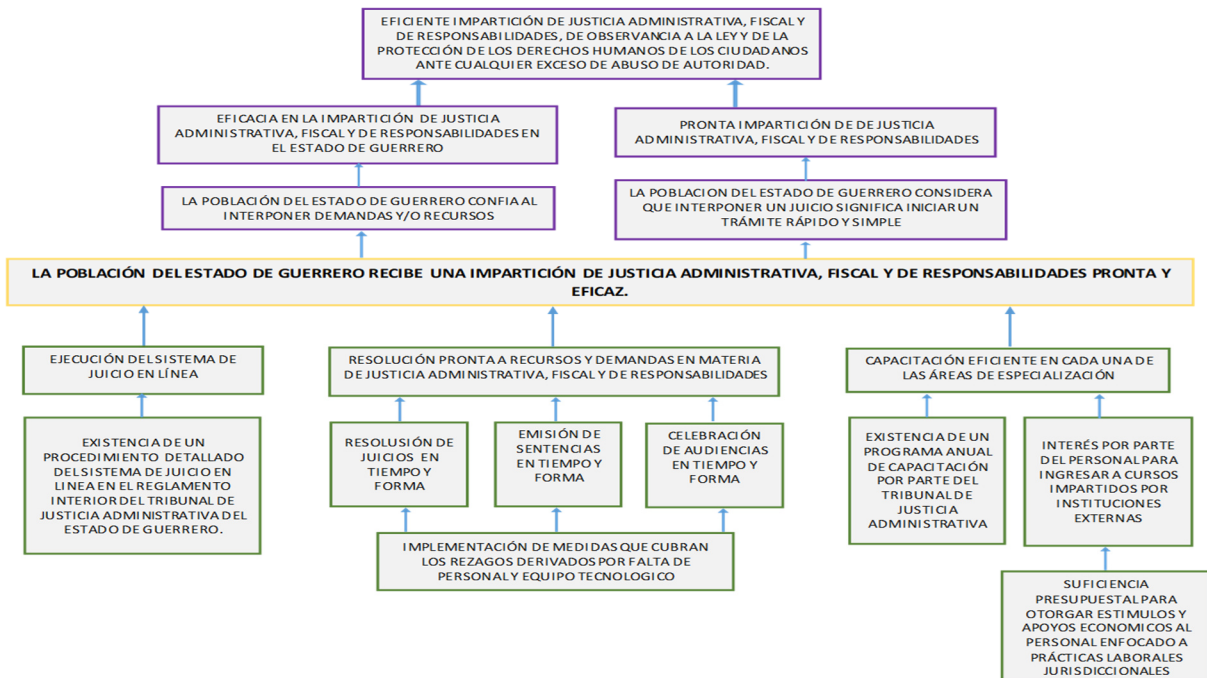 EFICIENTE IMPARTICIÓN DE JUSTICIA ADMINISTRATIVA, FISCAL Y
DE RESPONSABILIDADES, DE OBSERVANCIA A LA LEY Y DE LA
PROTECCIÓN DE LOS DERECHOS HUMANOS DE LOS CIUDADANOS
ANTE CUALQUIER EXCESO DE ABUSO DE AUTORIDAD.
EFICACIA EN LA IMPARTICIÓN DE JUSTICIA
ADMINISTRATIVA, FISCAL Y DE RESPONSABILIDADES EN
EL ESTADO DE GUERRERO
PRONTA IMPARTICIÓN DE DE JUSTICIA
ADMINISTRATIVA, FISCAL Y DE RESPONSABILIDADES
LA POBLACIÓN DEL ESTADO DE GUERRERO CONFIA AL
INTERPONER DEMANDAS Y/O RECURSOS
LA POBLACION DEL ESTADO DE GUERRERO CONSIDERA
QUE INTERPONER UN JUICIO SIGNIFICA INICIAR UN
TRÁMITE RÁPIDO Y SIMPLE
LA POBLACIÓN DEL ESTADO DE GUERRERO RECIBE UNA IMPARTICIÓN DE JUSTICIA ADMINISTRATIVA, FISCAL Y DE RESPONSABILIDADES PRONTA Y
EFICAZ.
EJECUCIÓN DEL SISTEMA DE
JUICIO EN LÍNEA
RESOLUCIÓN PRONTA A RECURSOS Y DEMANDAS EN MATERIA
DE JUSTICIA ADMINISTRATIVA, FISCAL Y DE RESPONSABILIDADES
CAPACITACIÓN EFICIENTE EN CADA UNA DE
LAS ÁREAS DE ESPECIALIZACIÓN
EXISTENCIA DE UN
PROCEDIMIENTO DETALLADO
DEL SISTEMA DE JUICIO EN
LINEA EN EL REGLAMENTO
INTERIOR DEL TRIBUNAL DE
JUSTICIA ADMINISTRATIVA DEL
ESTADO DE GUERRERO.
RESOLUSIÓN DE
JUICIOS EN
TIEMPO Y
FORMA
EMISIÓN DE
SENTENCIAS
EN TIEMPO Y
FORMA
CELEBRACIÓN
DE AUDIENCIAS
EN TIEMPO Y
FORMA
EXISTENCIA DE UN
PROGRAMA ANUAL
DE CAPACITACIÓN
POR PARTE DEL
TRIBUNAL DE
JUSTICIA
ADMINISTRATIVA
INTERÉS POR PARTE
DEL PERSONAL PARA
INGRESAR A CURSOS
IMPARTIDOS POR
INSTITUCIONES
EXTERNAS
IMPLEMENTACIÓN DE MEDIDAS QUE CUBRAN
LOS REZAGOS DERIVADOS POR FALTA DE
PERSONAL Y EQUIPO TECNOLOGICO
SUFICIENCIA
PRESUPUESTAL PARA
OTORGAR ESTIMULOS Y
APOYOS ECONOMICOS AL
PERSONAL ENFOCADO A
PRÁCTICAS LABORALES
JURISDICCIONALES